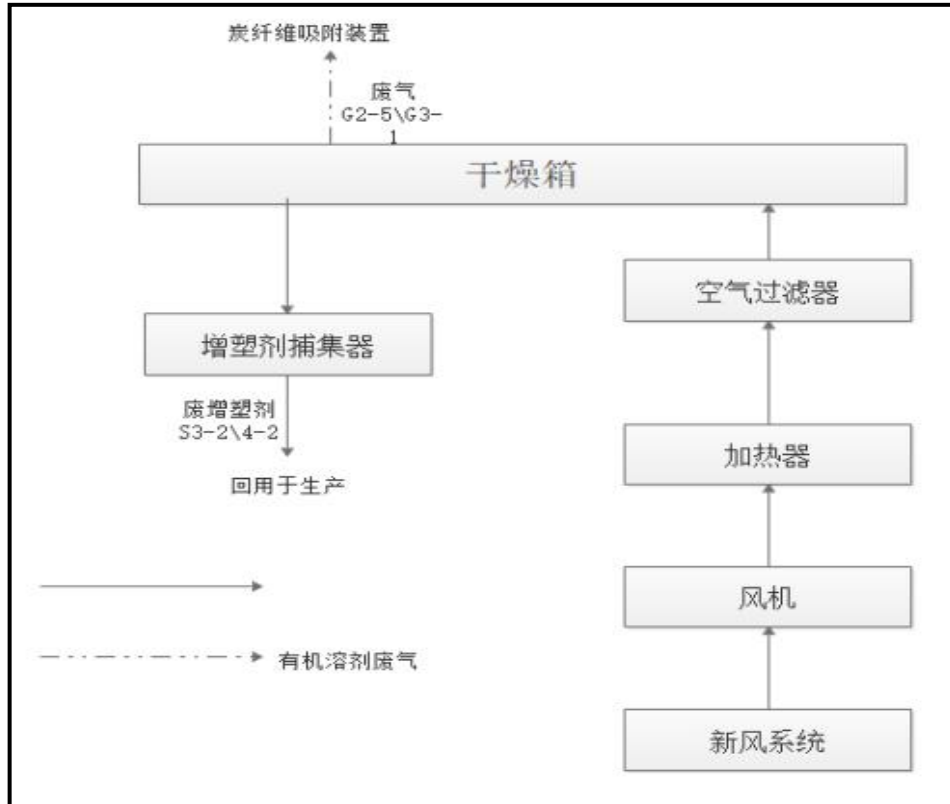 炭纤维吸附装置
废气
G2-5\G3-
1
干燥箱
空气过滤器
增塑剂捕集器
废增塑剂
S3-2\4-2
加热器
回用于生产
风机
有机溶剂废气
新风系统